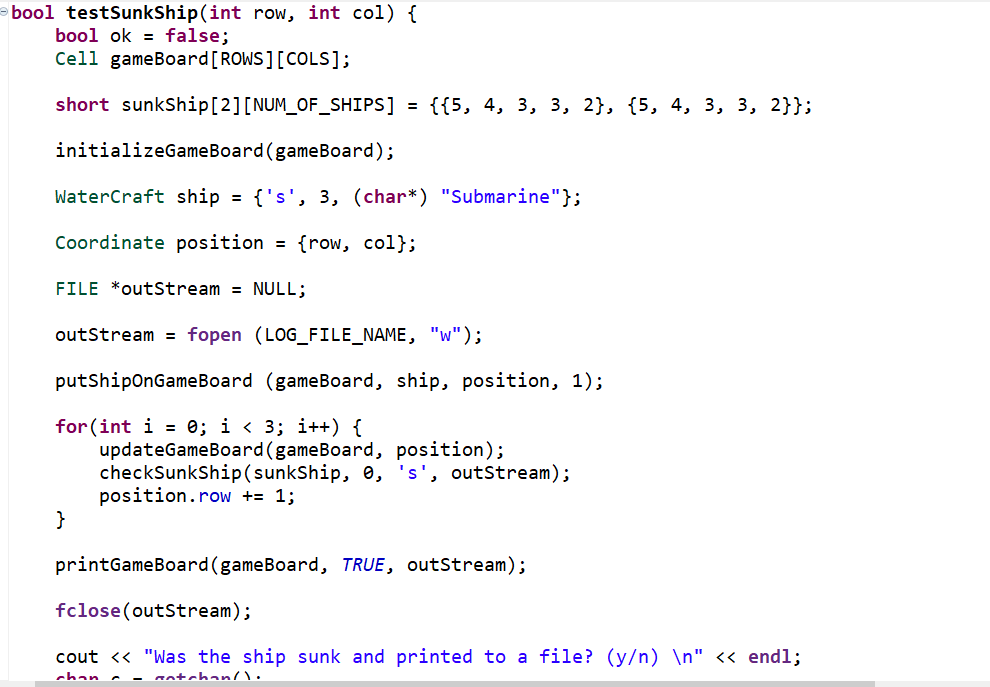 bool testSunkShip(int row, int col) {
    bool ok = false;
    Cell gameBoard[ROWS][COLS];
    short sunkShip[2][NUM_OF_SHIPS] = {{5, 4, 3, 3, 2}, {5, 4, 3, 3, 2}};
    initializeGameBoard(gameBoard);
    WaterCraft ship = {'s', 3, (char*) "Submarine"};
    Coordinate position = {row, col};
    FILE *outStream = NULL;
    outStream = fopen (LOG_FILE_NAME, "w");
    putShipOnGameBoard (gameBoard, ship, position, 1);
    for(int i = 0; i < 3; i++) {
        updateGameBoard(gameBoard, position);
        checkSunkShip(sunkShip, 0, 's', outStream);
        position.row += 1;
    }
    printGameBoard(gameBoard, TRUE, outStream);
    fclose(outStream);
    cout << "Was the ship sunk and printed to a file? (y/n) \n" << endl;
    char c = getchar();